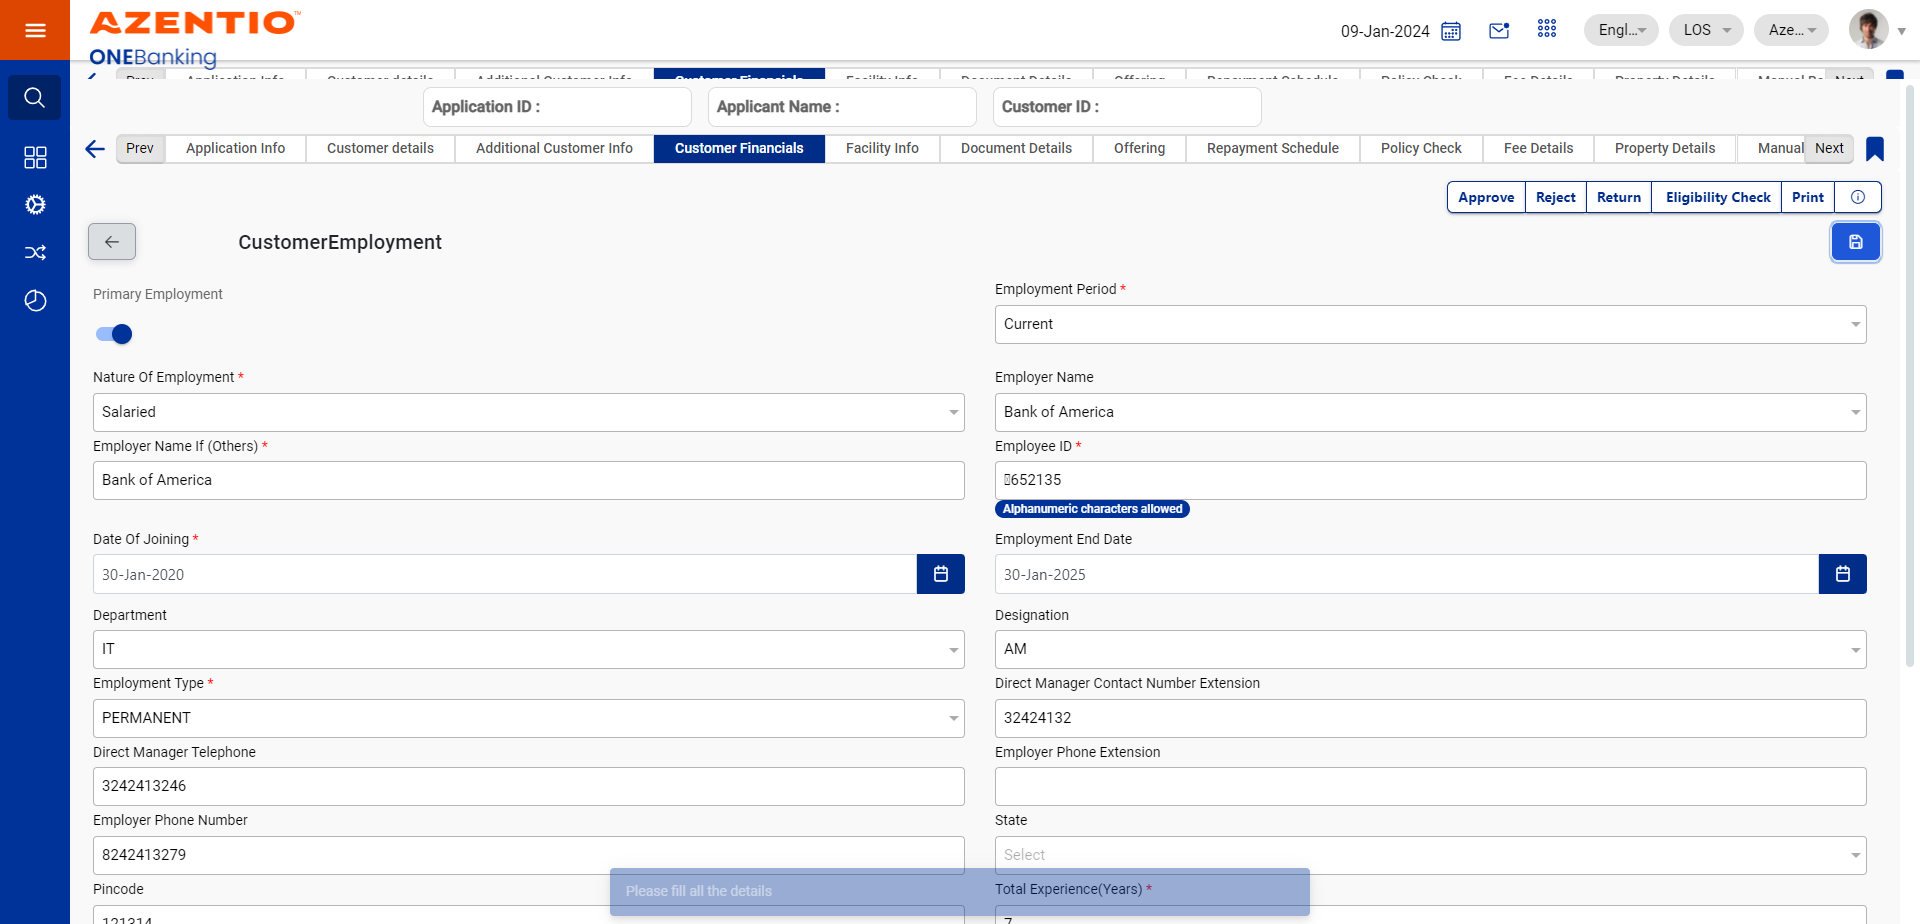 AZENTIO™
ONEBanking
09-Jan-2024
Engl...
LOS
Aze...
Application ID :
Applicant Name :
Customer ID :
Prev
Application Info
Customer details
Additional Customer Info
Customer Financials
Facility Info
Document Details
Offering
Repayment Schedule
Policy Check
Fee Details
Property Details
Manual
Next
Approve
Reject
Return
Eligibility Check
Print
CustomerEmployment
Primary Employment
Employment Period *
Current
Nature Of Employment *
Salaried
Employer Name
Bank of America
Employer Name If (Others) *
Bank of America
Employee ID *
652135
Alphanumeric characters allowed
Date Of Joining *
30-Jan-2020
Employment End Date
30-Jan-2025
Department
IT
Designation
AM
Employment Type *
PERMANENT
Direct Manager Contact Number Extension
32424132
Direct Manager Telephone
3242413246
Employer Phone Extension
Employer Phone Number
8242413279
State
Select
Please fill all the details
Pincode
121314
Total Experience(Years) *
7